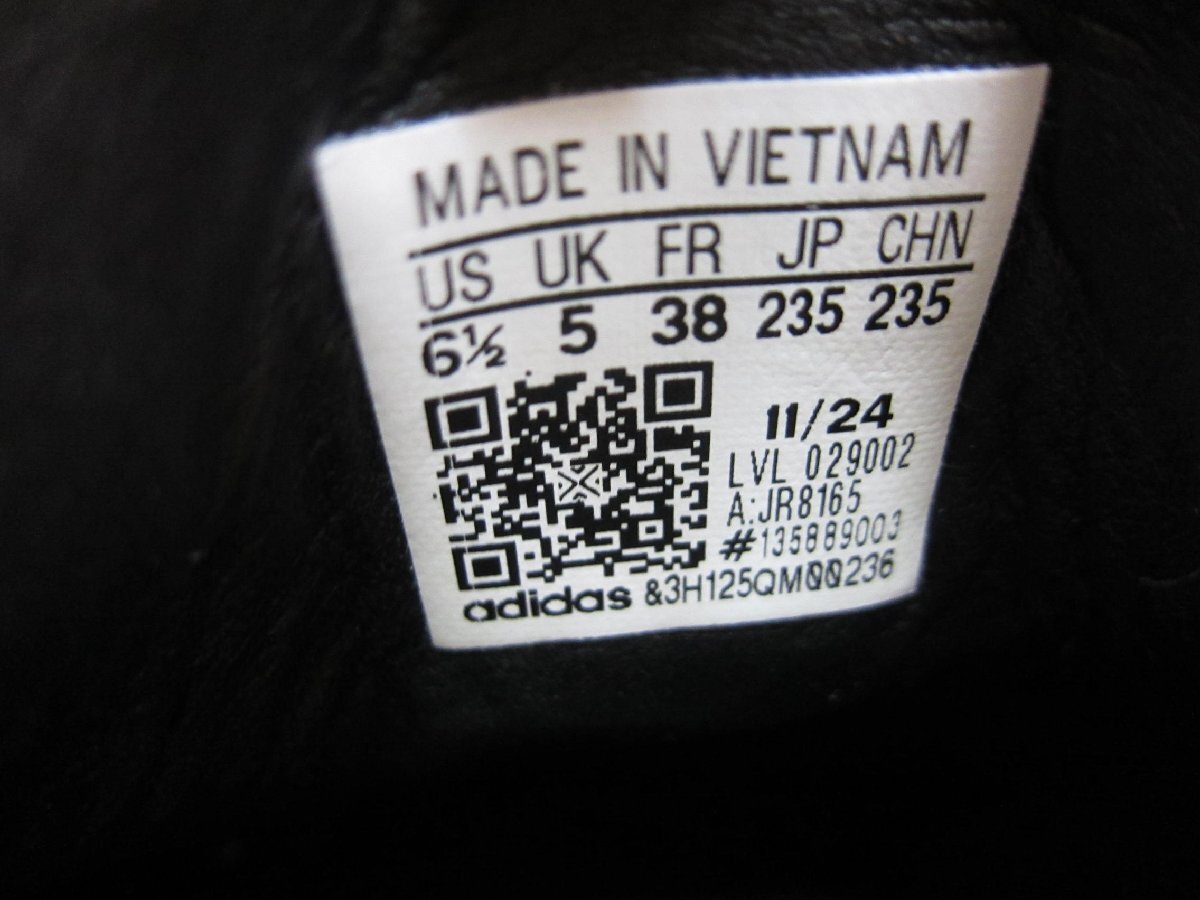 MADE IN VIETNAM
US UK FR JP CHN
6½ 5 38 235 235
11/24
LVL 029002
A:JR8165
#135889003
adidas &3H125QM00236